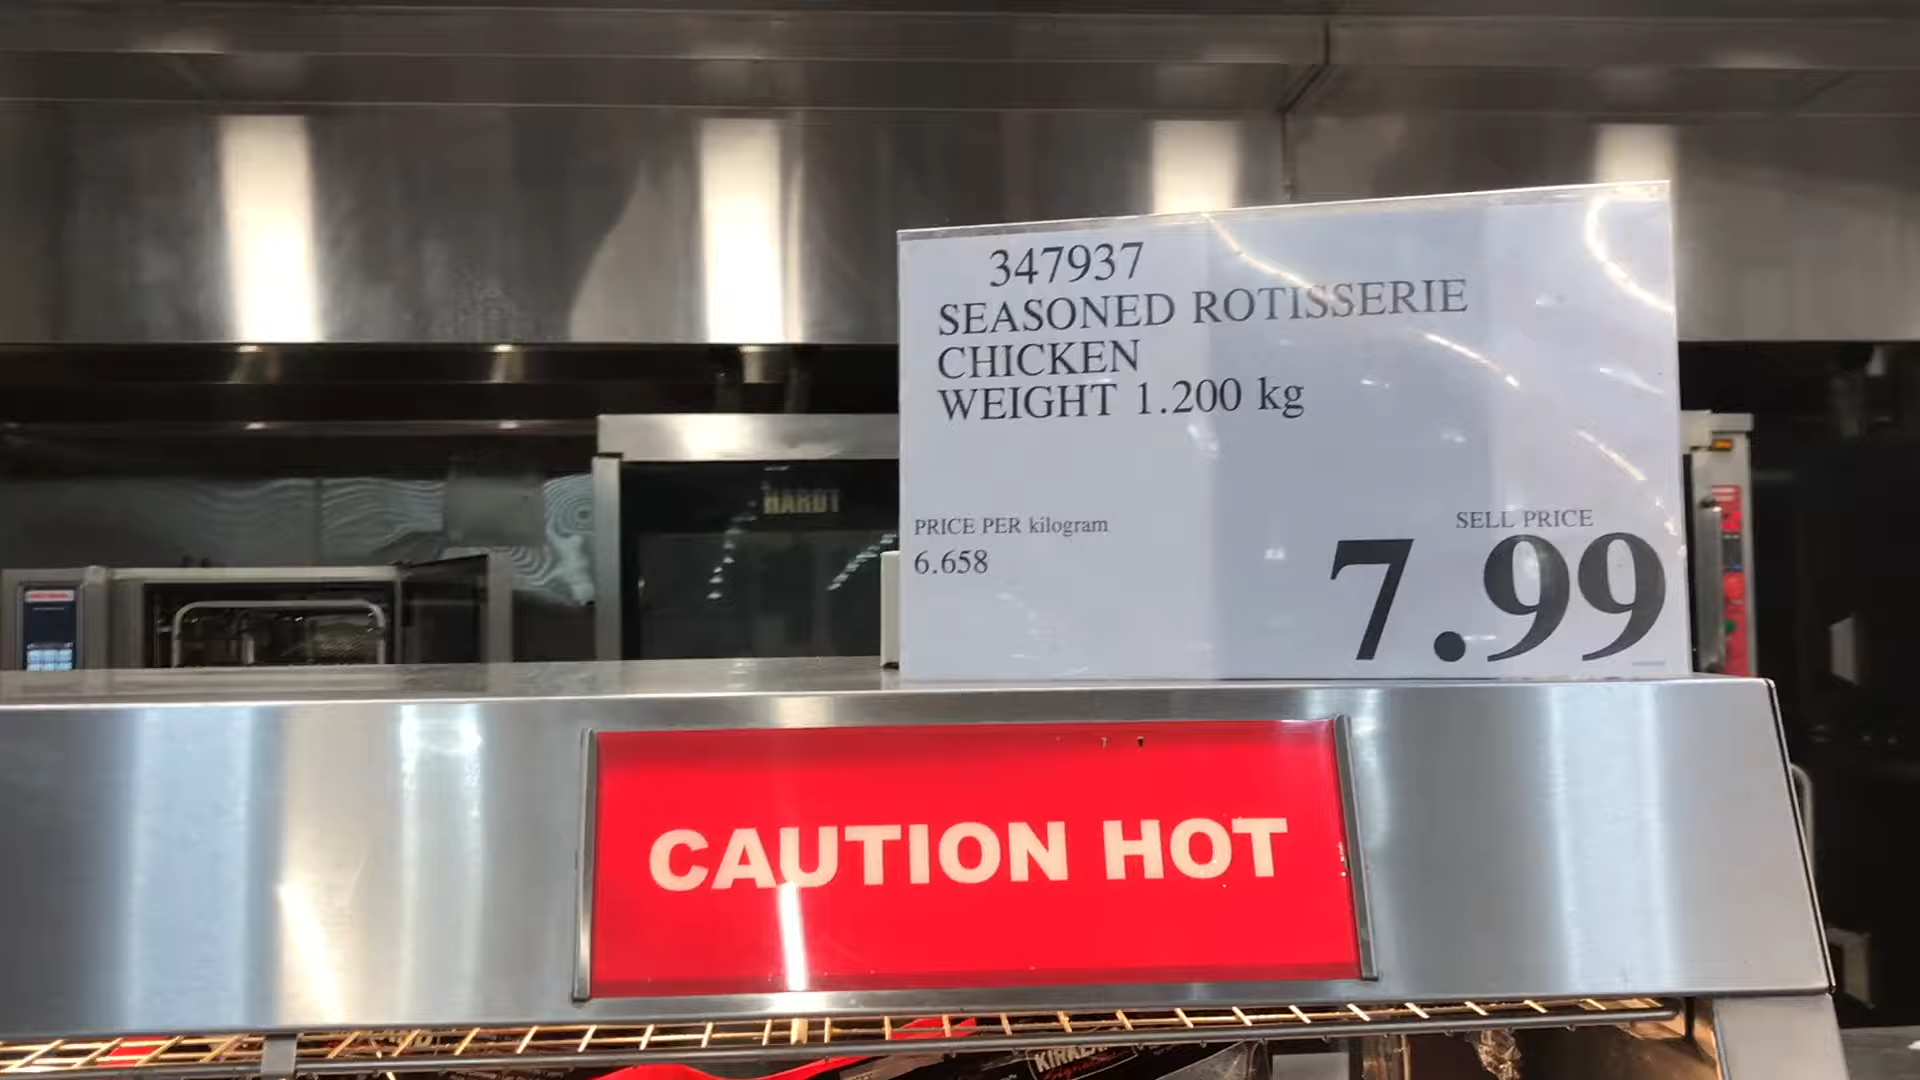 347937
SEASONED ROTISSERIE
CHICKEN
WEIGHT 1.200 kg
PRICE PER kilogram
6.658
SELL PRICE
7.99
HARDT
CAUTION HOT